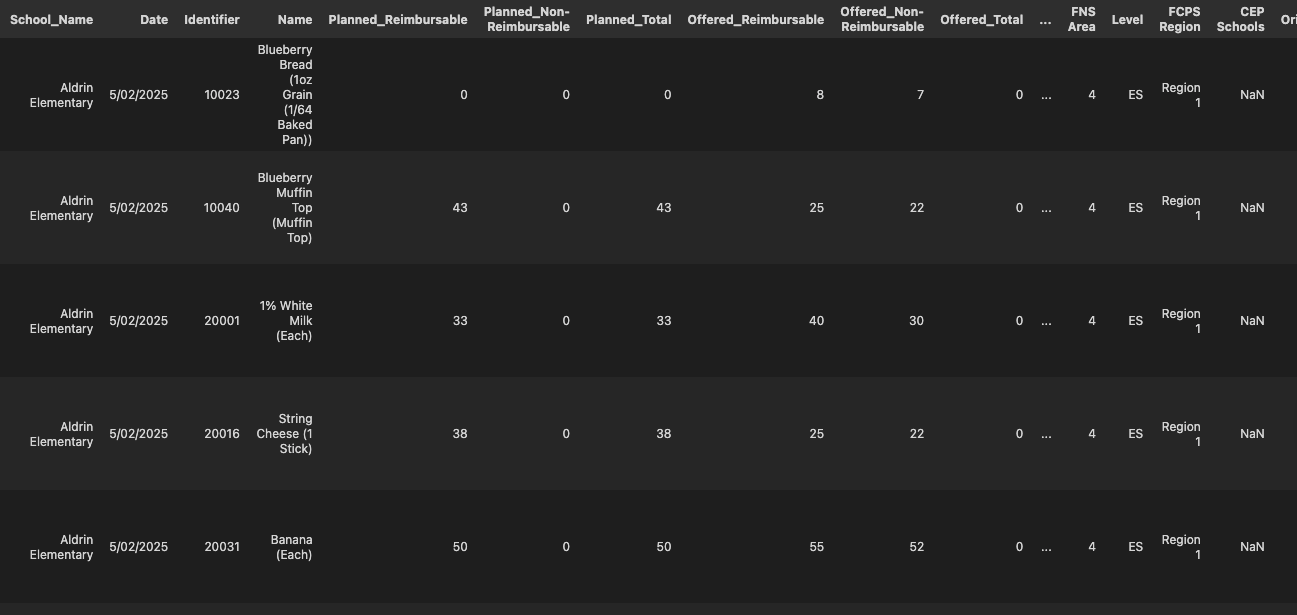 School_Name Date Identifier Name Planned_Reimbursable Planned_Non-Reimbursable Planned_Total Offered_Reimbursable Offered_Non-Reimbursable Offered_Total ... FNS Area Level FCPS Region CEP Schools Ori
Aldrin Elementary 5/02/2025 10023 Blueberry Bread (1oz Grain (1/64 Baked Pan)) 0 0 0 8 7 0 ... 4 ES Region 1 NaN
Aldrin Elementary 5/02/2025 10040 Blueberry Muffin Top (Muffin Top) 43 0 43 25 22 0 ... 4 ES Region 1 NaN
Aldrin Elementary 5/02/2025 20001 1% White Milk (Each) 33 0 33 40 30 0 ... 4 ES Region 1 NaN
Aldrin Elementary 5/02/2025 20016 String Cheese (1 Stick) 38 0 38 25 22 0 ... 4 ES Region 1 NaN
Aldrin Elementary 5/02/2025 20031 Banana (Each) 50 0 50 55 52 0 ... 4 ES Region 1 NaN